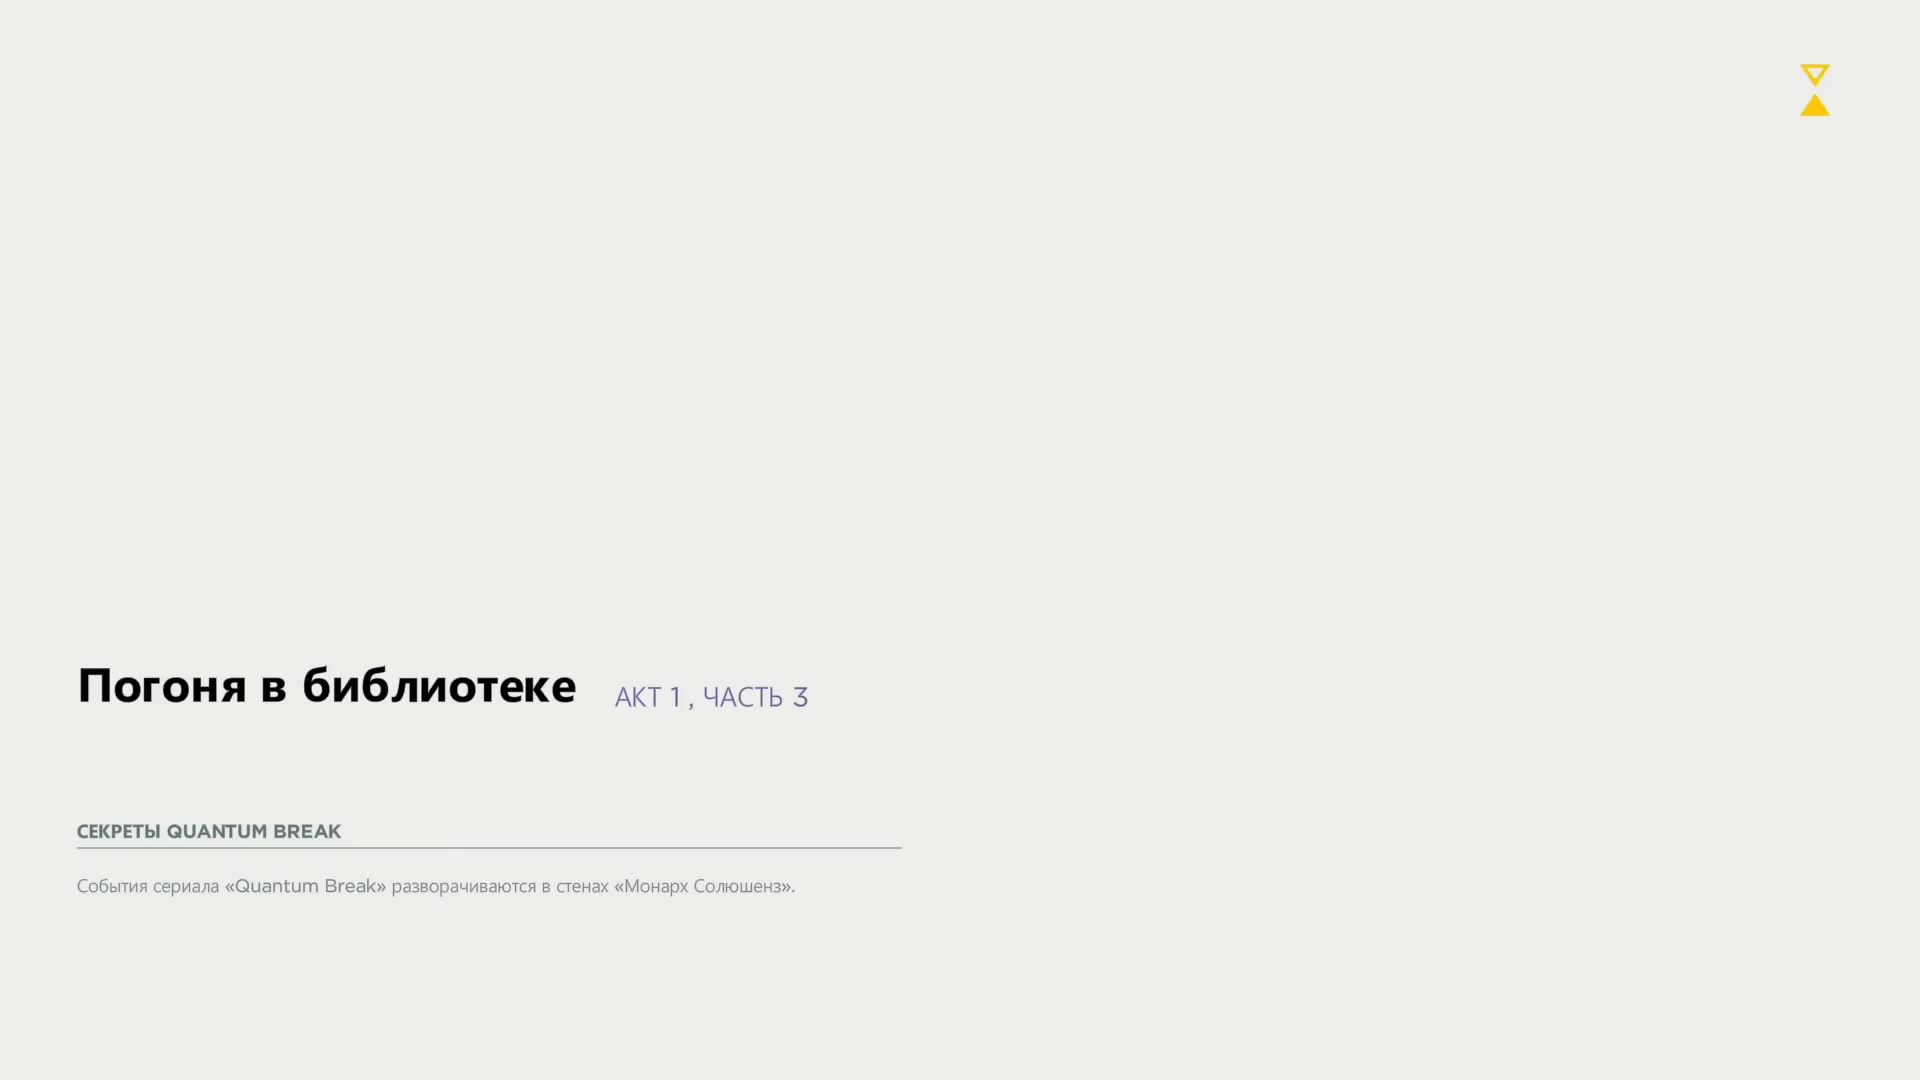 Погоня в библиотеке АКТ 1, ЧАСТЬ 3
СЕКРЕТЫ QUANTUM BREAK
События сериала «Quantum Break» разворачиваются в стенах «Монарх Солюшенз».